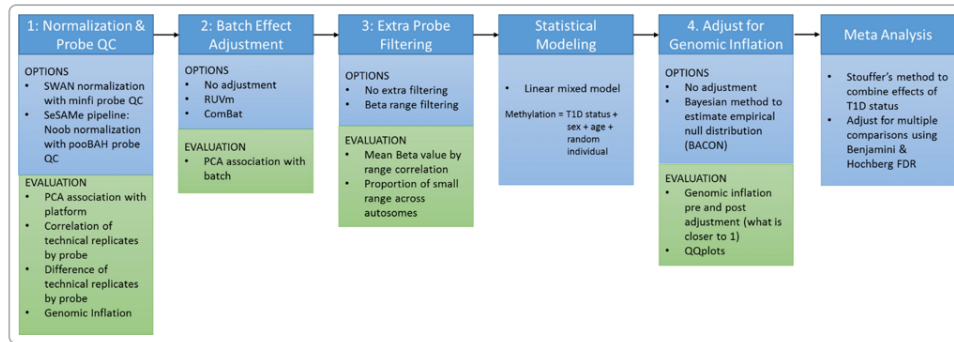 1: Normalization &
Probe QC
OPTIONS
• SWAN normalization
with minfi probe QC
• SeSAMe pipeline:
Noob normalization
with pooBAH probe
QC
EVALUATION
• PCA association with
platform
• Correlation of
technical replicates
by probe
• Difference of
technical replicates
by probe
• Genomic Inflation
2: Batch Effect
Adjustment
OPTIONS
• No adjustment
• RUVm
• ComBat
EVALUATION
• PCA association with
batch
3: Extra Probe
Filtering
OPTIONS
• No extra filtering
• Beta range filtering
EVALUATION
• Mean Beta value by
range correlation
• Proportion of small
range across
autosomes
Statistical
Modeling
• Linear mixed model
Methylation = T1D status +
sex + age +
random
individual
4. Adjust for
Genomic Inflation
OPTIONS
• No adjustment
• Bayesian method to
estimate empirical
null distribution
(BACON)
EVALUATION
• Genomic inflation
pre and post
adjustment (what is
closer to 1)
• QQplots
Meta Analysis
• Stouffer's method to
combine effects of
T1D status
• Adjust for multiple
comparisons using
Benjamini &
Hochberg FDR